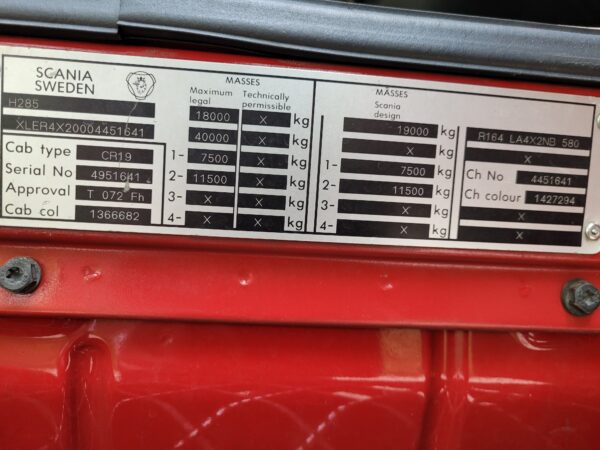 SCANIA
SWEDEN
H285
XLER4X20004451641
Cab type CR19
Serial No 4951641
Approval T 072 Fh
Cab col 1366682
MASSES
Maximum legal Technically permissible
18000 X kg
40000 X kg
1- 7500 X kg
2- 11500 X kg
3- X X kg
4- X X kg
MASSES
Scania design
19000 kg
X kg
1- 7500 kg
2- 11500 kg
3- X kg
4- X kg
R164 LA4X2NB 580
X
Ch No 4451641
Ch colour 1427294
X
X